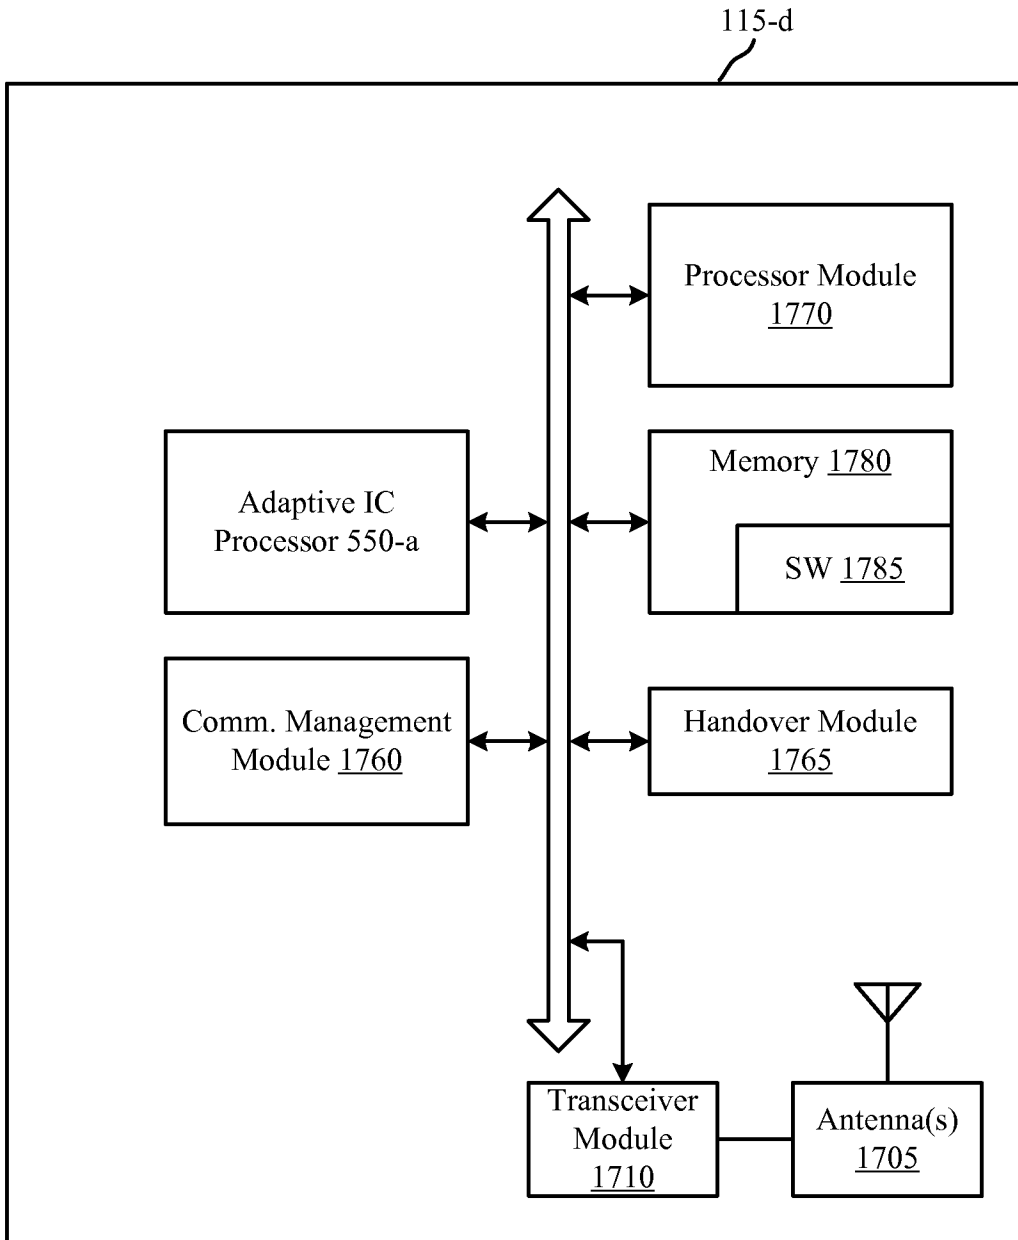 115-d
Processor Module
1770
Adaptive IC
Processor 550-a
Memory 1780
SW 1785
Comm. Management
Module 1760
Handover Module
1765
Transceiver
Module
1710
Antenna(s)
1705